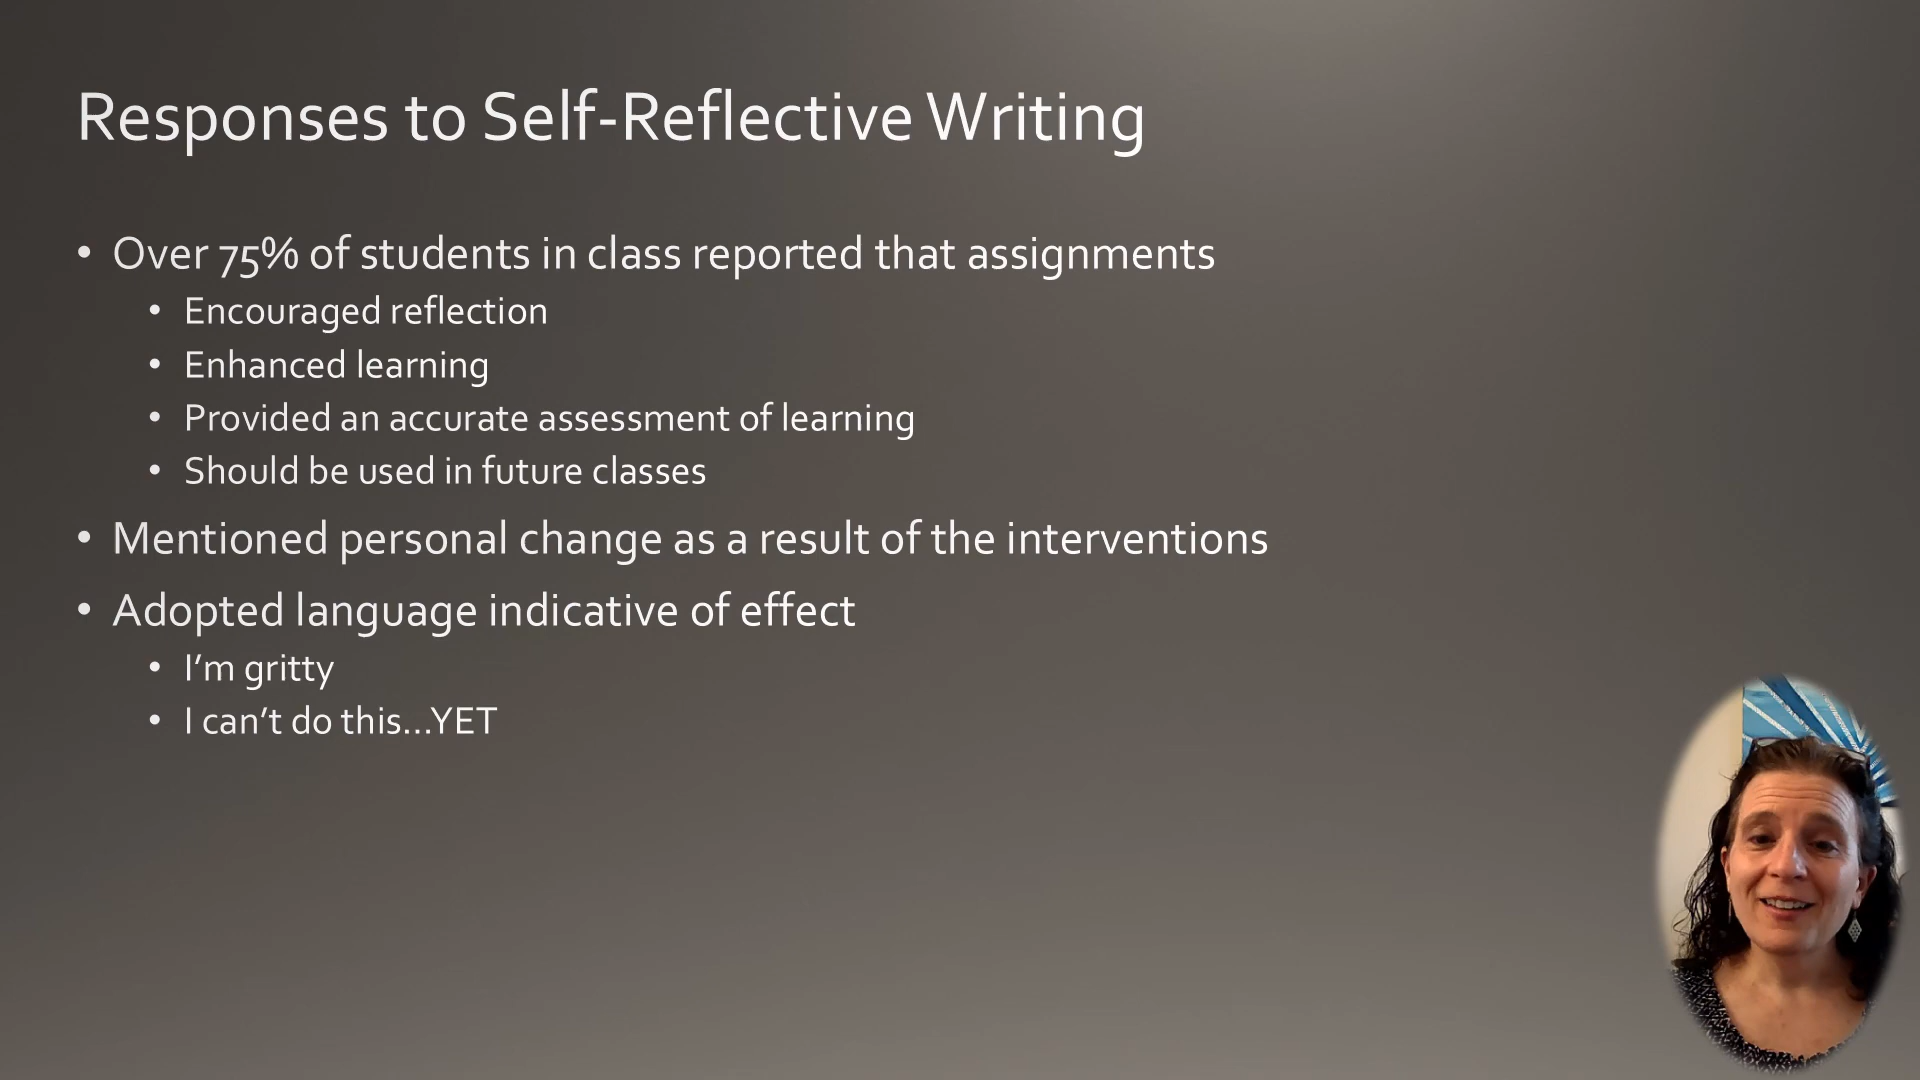 Responses to Self-Reflective Writing
• Over 75% of students in class reported that assignments
• Encouraged reflection
• Enhanced learning
• Provided an accurate assessment of learning
• Should be used in future classes
• Mentioned personal change as a result of the interventions
• Adopted language indicative of effect
• I’m gritty
• I can’t do this…YET